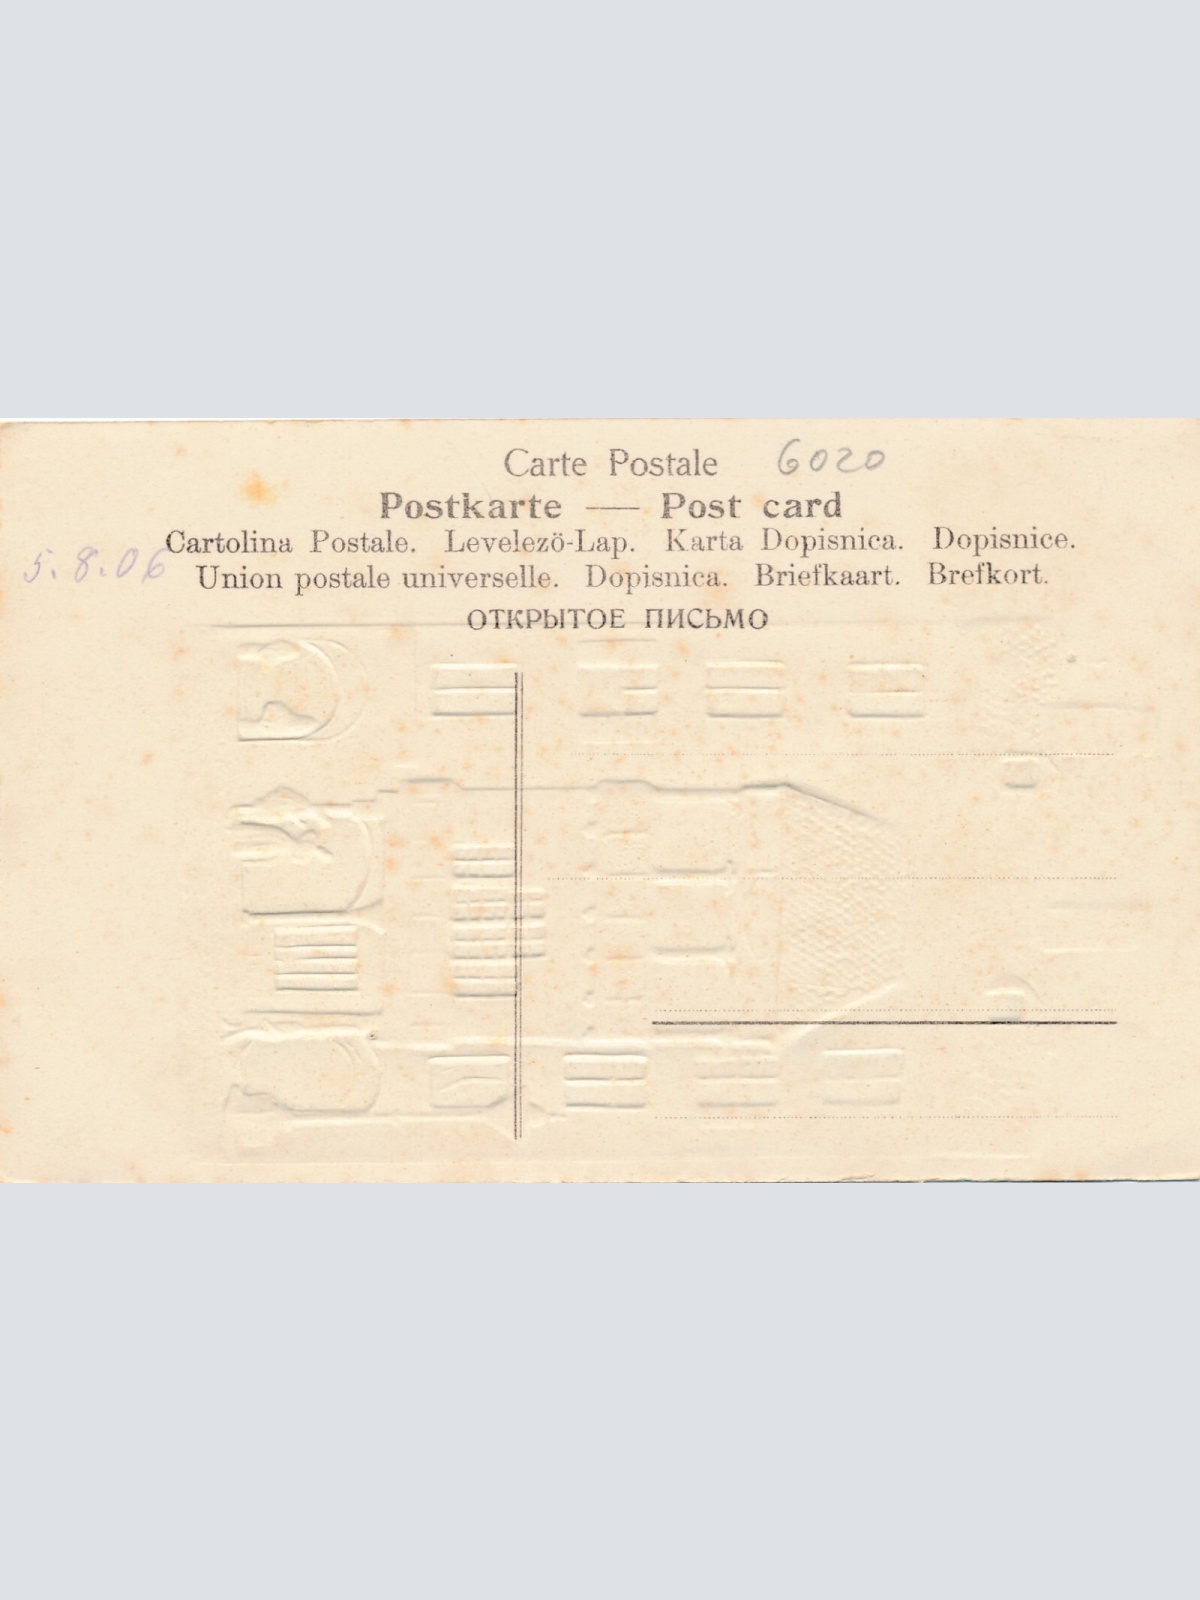 Carte Postale 6020
Postkarte — Post card
Cartolina Postale. Levelezö-Lap. Karta Dopisnica. Dopisnice.
5.8.06
Union postale universelle. Dopisnica. Briefkaart. Brefkort.
ОТКРЫТОЕ ПИСЬМО